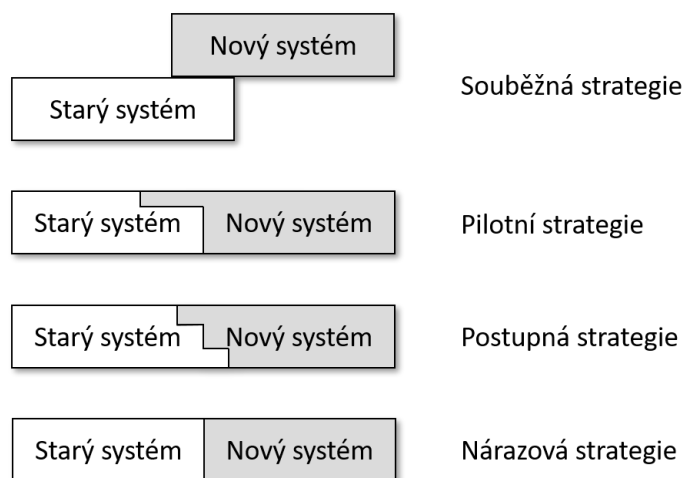 Nový systém
Starý systém
Souběžná strategie
Starý systém Nový systém
Pilotní strategie
Starý systém Nový systém
Postupná strategie
Starý systém Nový systém
Nárazová strategie